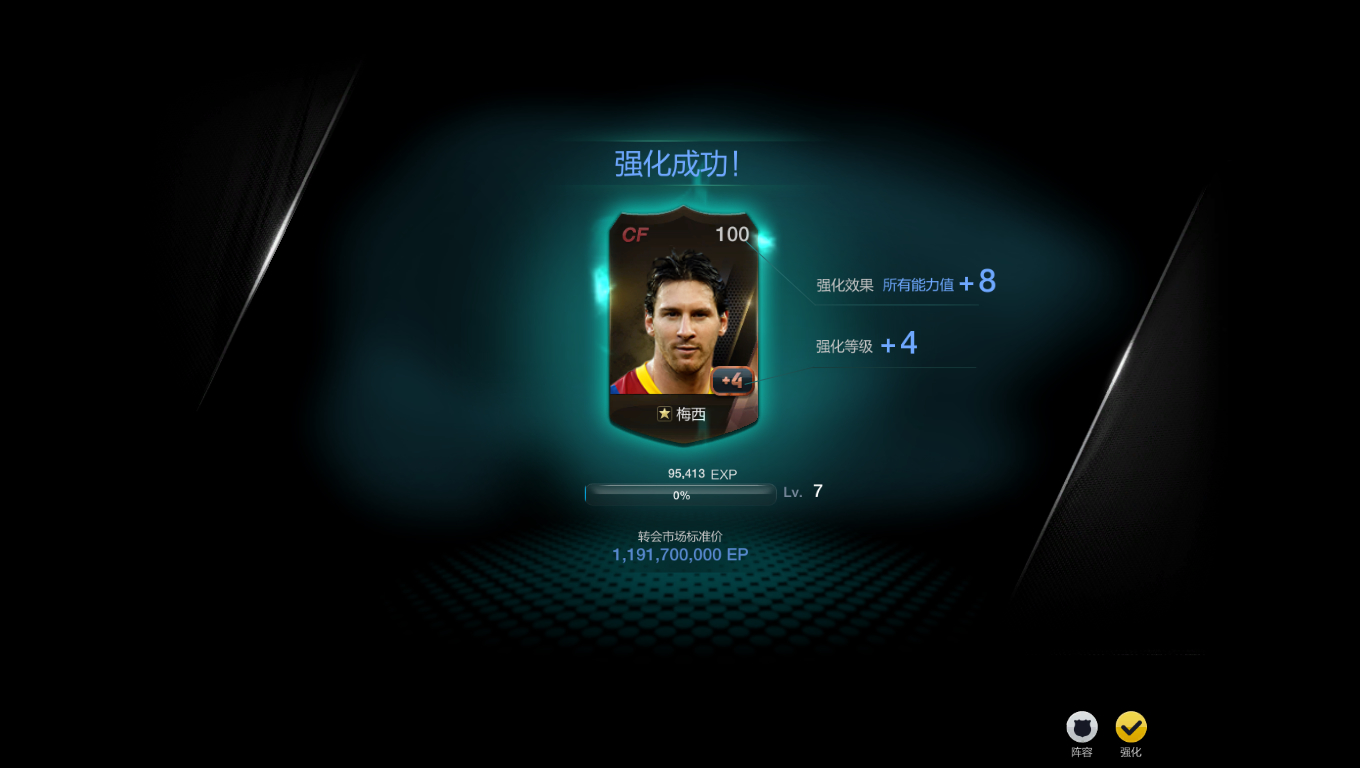 强化成功!
CF 100
强化效果 所有能力值 +8
强化等级 +4
+4
梅西
95,413 EXP
0% Lv. 7
转会市场标准价
1,191,700,000 EP
阵容 强化